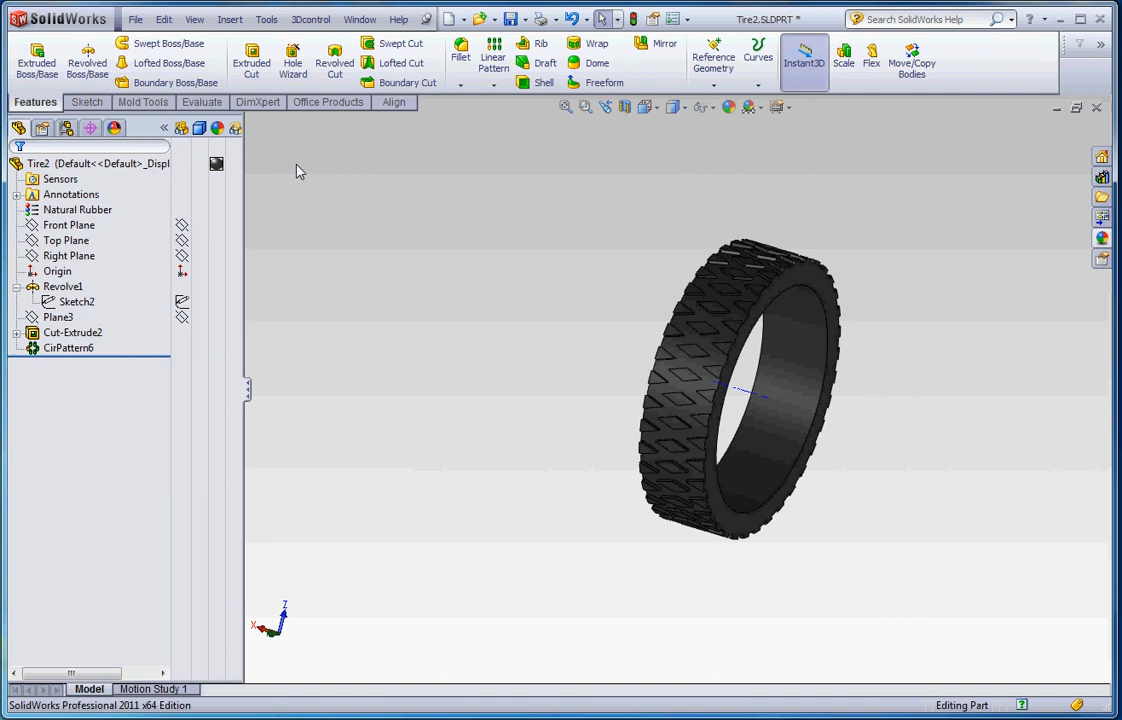 SW SolidWorks File Edit View Insert Tools 3Dcontrol Window Help Tire2.SLDPRT * Search SolidWorks Help
Extruded Boss/Base
Revolved Boss/Base
Swept Boss/Base
Lofted Boss/Base
Boundary Boss/Base
Extruded Cut
Hole Wizard
Revolved Cut
Swept Cut
Lofted Cut
Boundary Cut
Fillet
Linear Pattern
Rib
Draft
Shell
Wrap
Dome
Freeform
Mirror
Reference Geometry
Curves
Instant3D
Scale
Flex
Move/Copy Bodies
Features Sketch Mold Tools Evaluate DimXpert Office Products Align
Tire2 (Default<<Default>_Displ
Sensors
Annotations
Natural Rubber
Front Plane
Top Plane
Right Plane
Origin
Revolve1
Sketch2
Plane3
Cut-Extrude2
CirPattern6
Z
X
Model Motion Study 1
SolidWorks Professional 2011 x64 Edition Editing Part